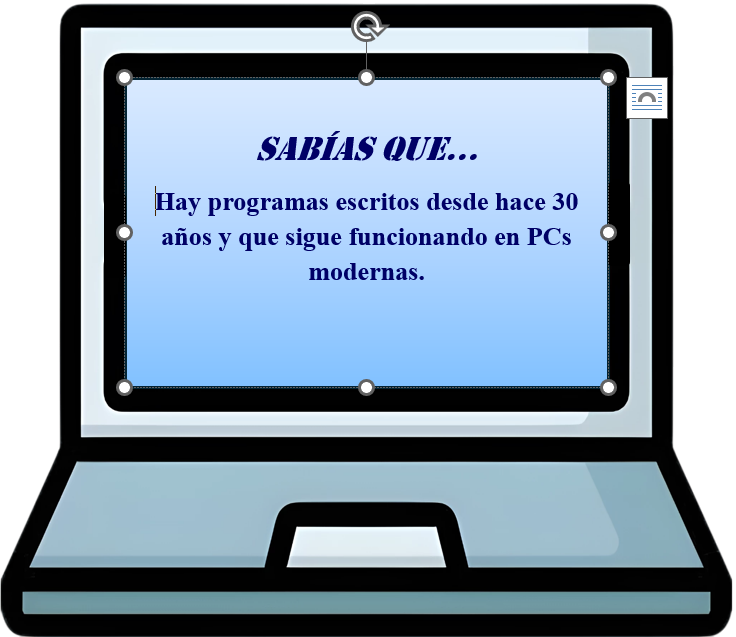 SABÍAS QUE...
Hay programas escritos desde hace 30
años y que sigue funcionando en PCs
modernas.